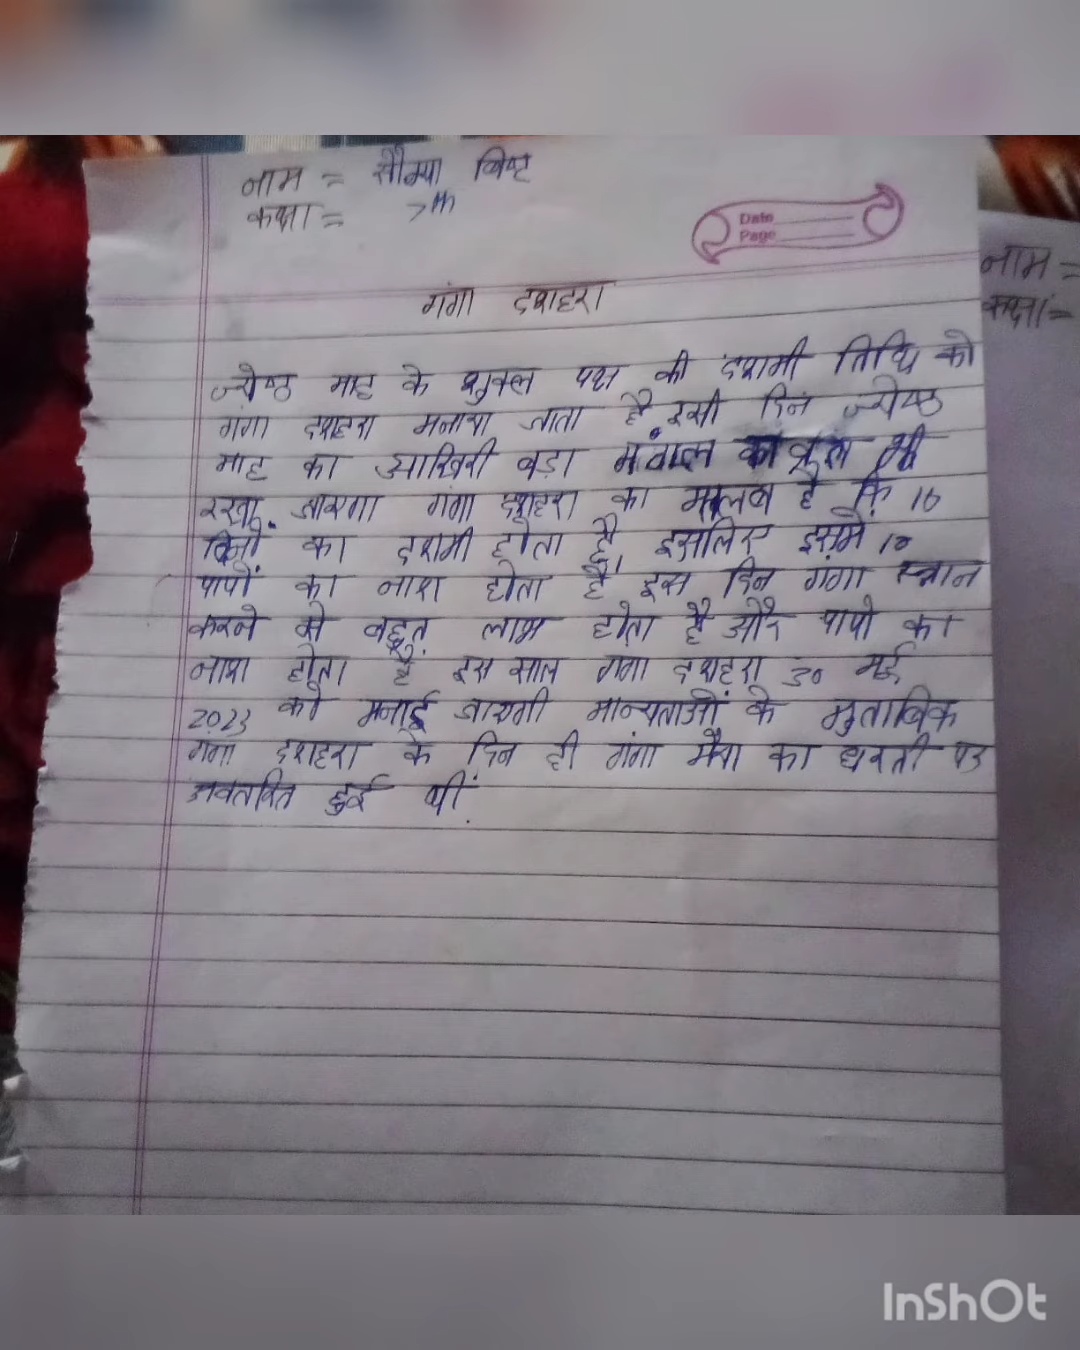 नाम = सौम्या बिष्ट
कक्षा = 7th
Date
Page
नाम =
कक्षा =
गंगा दशहरा
ज्येष्ठ माह के शुक्ल पक्ष की दशमी तिथि को
गंगा दशहरा मनाया जाता है इसी दिन ज्येष्ठ
माह का आखिरी बड़ा मंगल का भी
रखा जाएगा गंगा दशहरा का मतलब है कि 10
का दशमी होता है, इसलिए इसमे 10
पापों का नाश होता है इस दिन गंगा स्नान
करने से बहुत लाभ होता है और पापो का
नाश होता है इस साल गंगा दशहरा 30 मई
2023 को मनाई जाएगी मान्यताओं के मुताबिक
गंगा दशहरा के दिन ही गंगा मैया का धरती पर
अवतरित हुई थीं.
InShOt